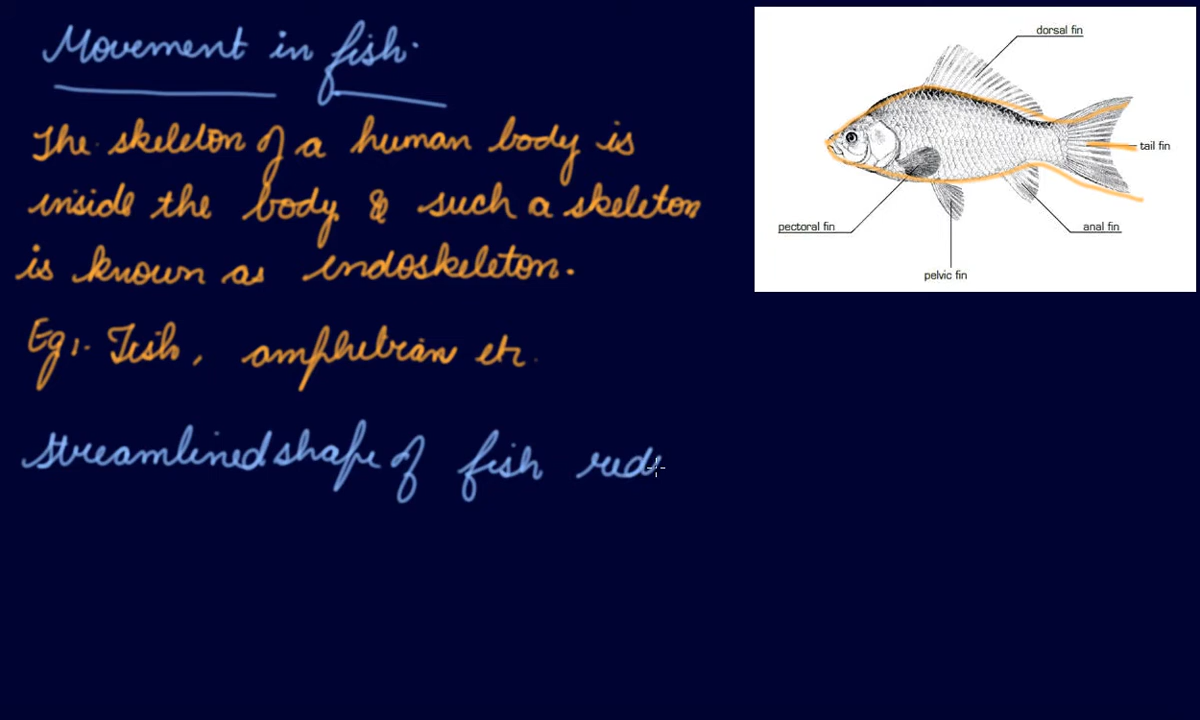 Movement in fish.
The skeleton of a human body is
inside the body & such a skeleton
is known as endoskeleton.
Eg:- Fish, amphibian etc.
streamlined shape of fish red
dorsal fin
tail fin
pectoral fin
anal fin
pelvic fin